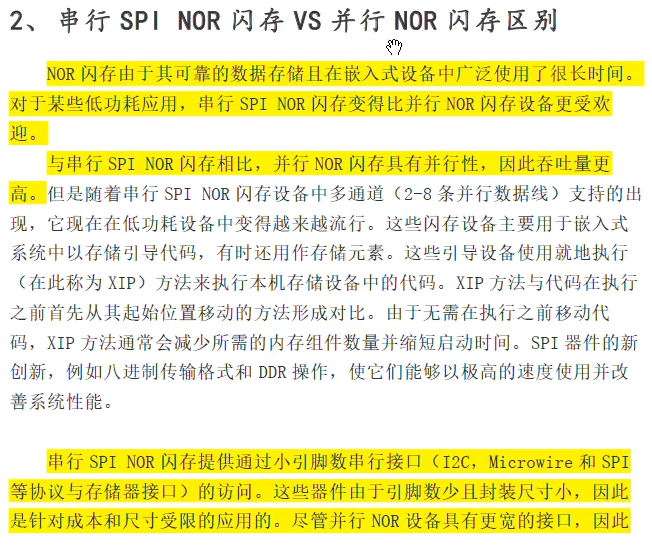 2、串行 SPI NOR 闪存 VS 并行 NOR 闪存区别
NOR 闪存由于其可靠的数据存储且在嵌入式设备中广泛使用了很长时间。
对于某些低功耗应用，串行 SPI NOR 闪存变得比并行 NOR 闪存设备更受欢
迎。
与串行 SPI NOR 闪存相比，并行 NOR 闪存具有并行性，因此吞吐量更
高。但是随着串行 SPI NOR 闪存设备中多通道（2-8 条并行数据线）支持的出
现，它现在在低功耗设备中变得越来越流行。这些闪存设备主要用于嵌入式
系统中以存储引导代码，有时还用作存储元素。这些引导设备使用就地执行
（在此称为 XIP）方法来执行本机存储设备中的代码。XIP 方法与代码在执行
之前首先从其起始位置移动的方法形成对比。由于无需在执行之前移动代
码，XIP 方法通常会减少所需的内存组件数量并缩短启动时间。SPI 器件的新
创新，例如八进制传输格式和 DDR 操作，使它们能够以极高的速度使用并改
善系统性能。
串行 SPI NOR 闪存提供通过小引脚数串行接口（I2C，Microwire 和 SPI
等协议与存储器接口）的访问。这些器件由于引脚数少且封装尺寸小，因此
是针对成本和尺寸受限的应用的。尽管并行 NOR 设备具有更宽的接口，因此